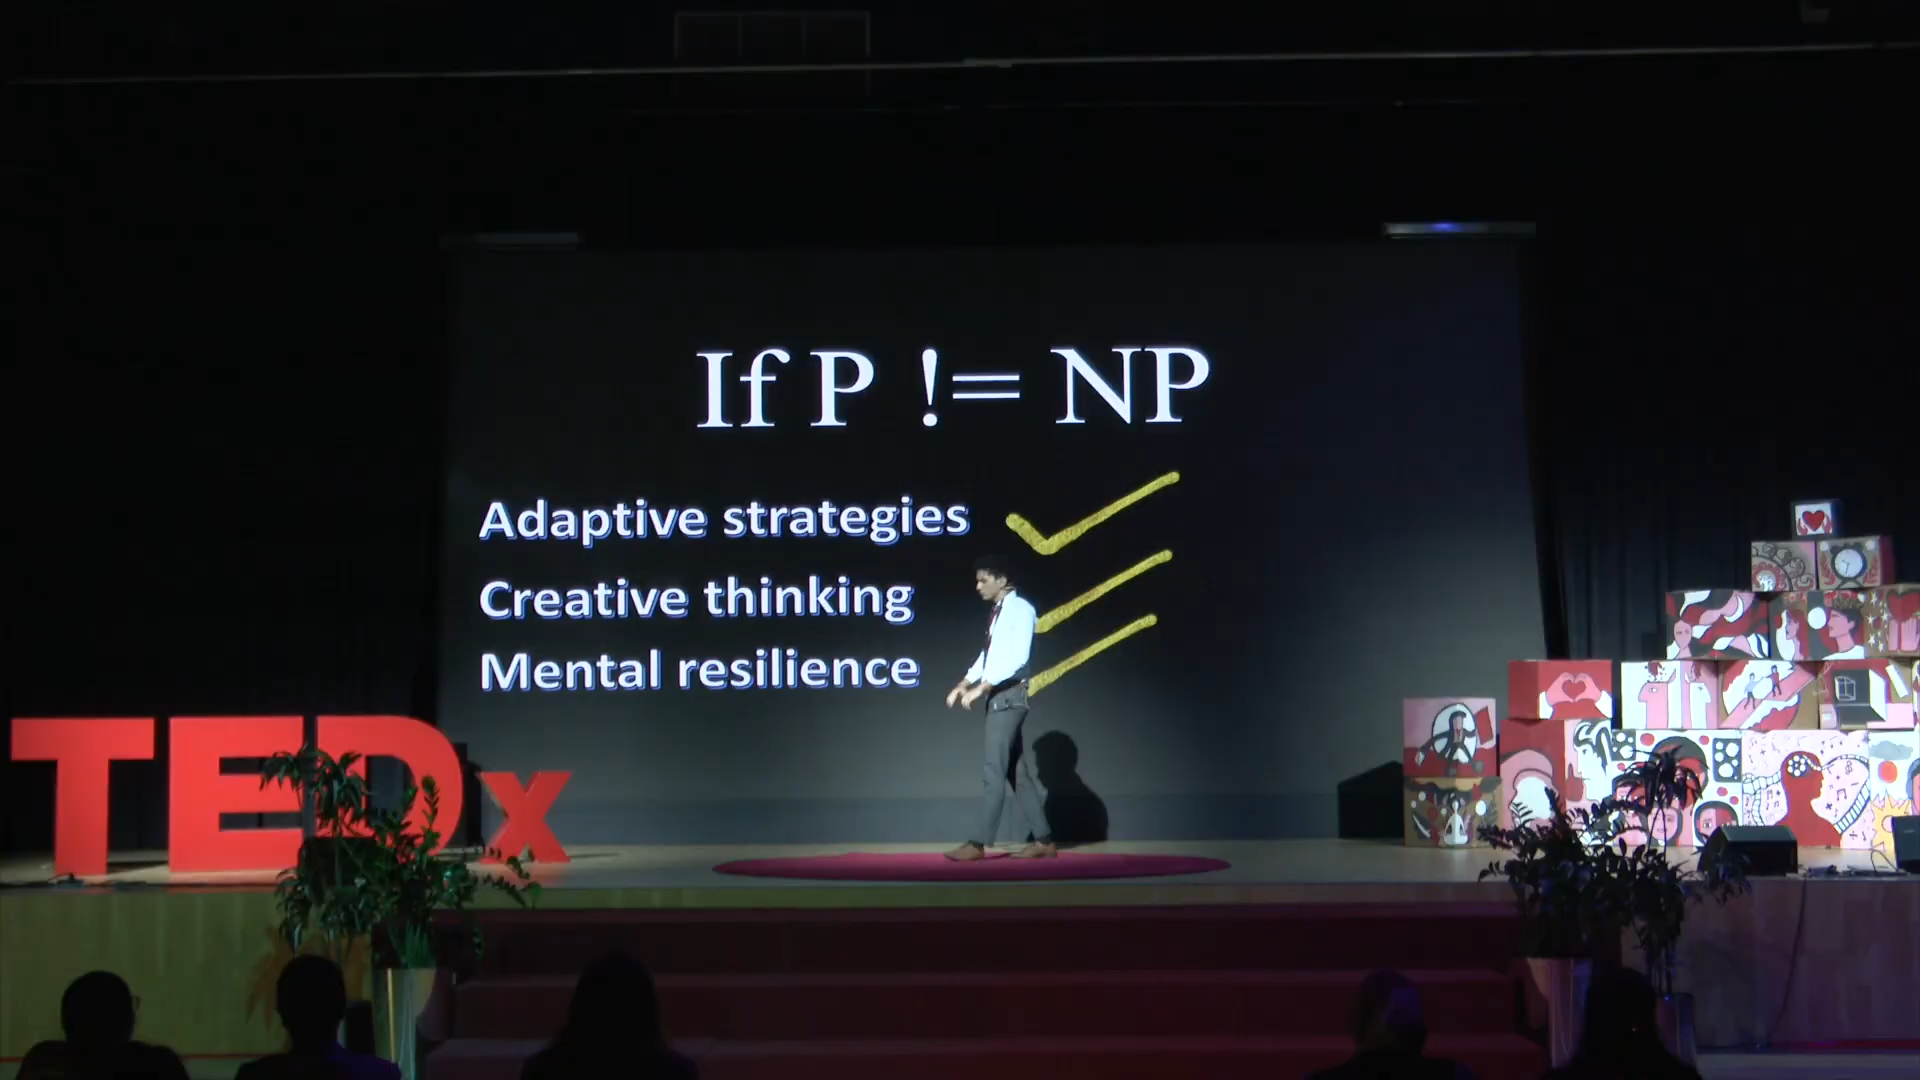 If P != NP
Adaptive strategies
Creative thinking
Mental resilience
TEDx